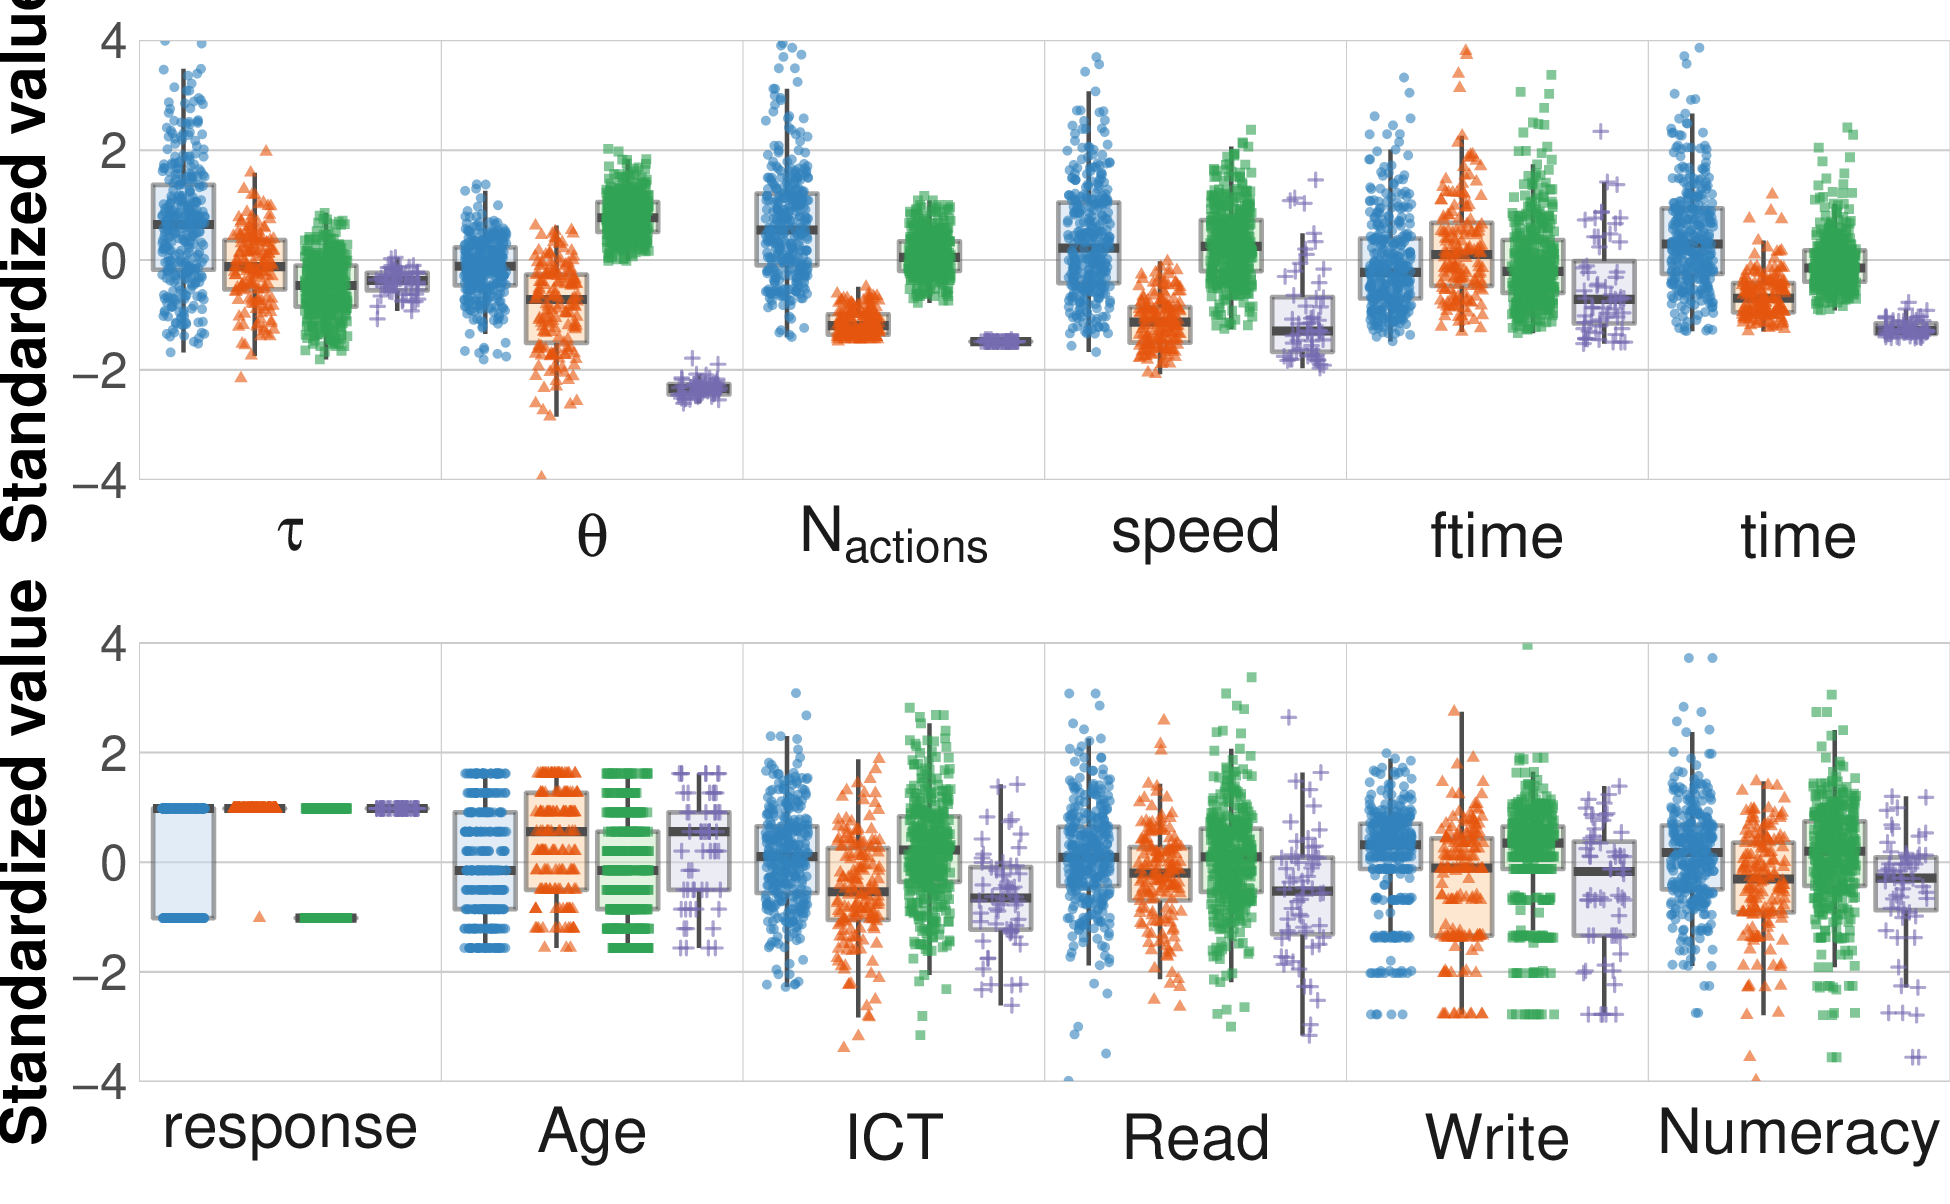 Standardized value
4
2
0
−2
−4
τ θ N_actions speed ftime time
Standardized value
4
2
0
−2
−4
response Age ICT Read Write Numeracy